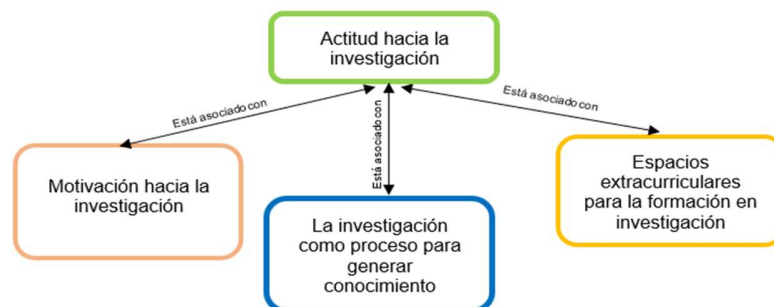 Actitud hacia la
investigación
Está asociado con
Está asociado con
Está asociado con
Motivación hacia la
investigación
La investigación
como proceso para
generar
conocimiento
Espacios
extracurriculares
para la formación en
investigación